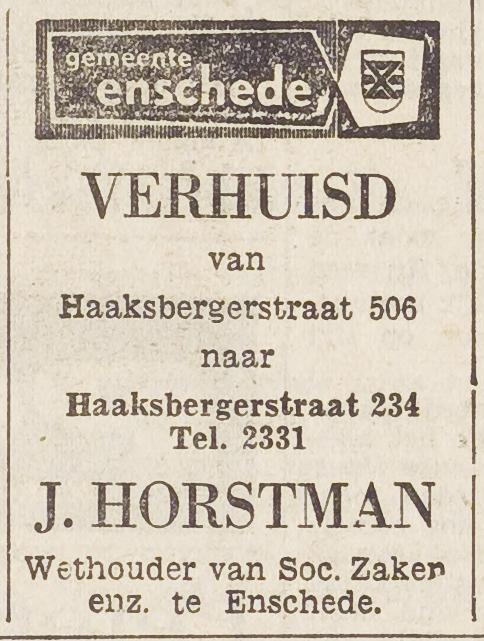 gemeente
enschede
VERHUISD
van
Haaksbergerstraat 506
naar
Haaksbergerstraat 234
Tel. 2331
J. HORSTMAN
Wethouder van Soc. Zaken
enz. te Enschede.